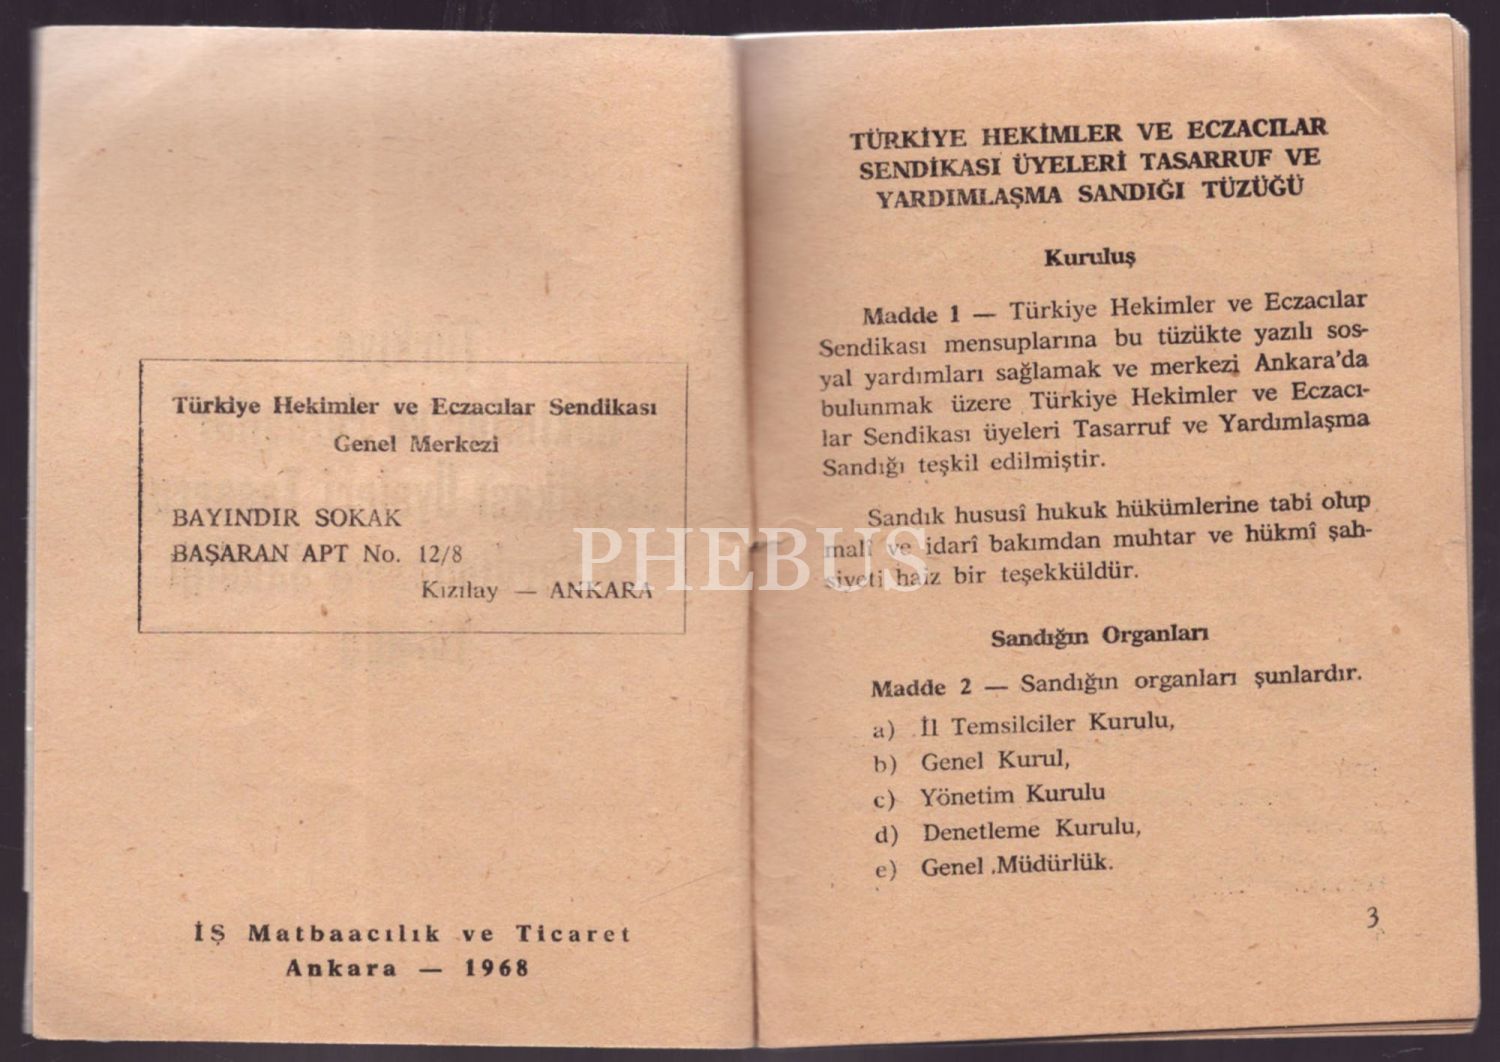 Türkiye Hekimler ve Eczacılar Sendikası
Genel Merkezi
BAYINDIR SOKAK
BAŞARAN APT No. 12/8
Kızılay — ANKARA
İŞ Matbaacılık ve Ticaret
Ankara — 1968
PHEBUS
TÜRKİYE HEKİMLER VE ECZACILAR
SENDİKASI ÜYELERİ TASARRUF VE
YARDIMLAŞMA SANDIĞI TÜZÜĞÜ
Kuruluş
Madde 1 — Türkiye Hekimler ve Eczacılar
Sendikası mensuplarına bu tüzükte yazılı sos-
yal yardımları sağlamak ve merkezi Ankara'da
bulunmak üzere Türkiye Hekimler ve Eczacı-
lar Sendikası üyeleri Tasarruf ve Yardımlaşma
Sandığı teşkil edilmiştir.
Sandık hususî hukuk hükümlerine tabi olup
malî ve idarî bakımdan muhtar ve hükmî şah-
siyeti haiz bir teşekküldür.
Sandığın Organları
Madde 2 — Sandığın organları şunlardır.
a) İl Temsilciler Kurulu,
b) Genel Kurul,
c) Yönetim Kurulu
d) Denetleme Kurulu,
e) Genel Müdürlük.
3